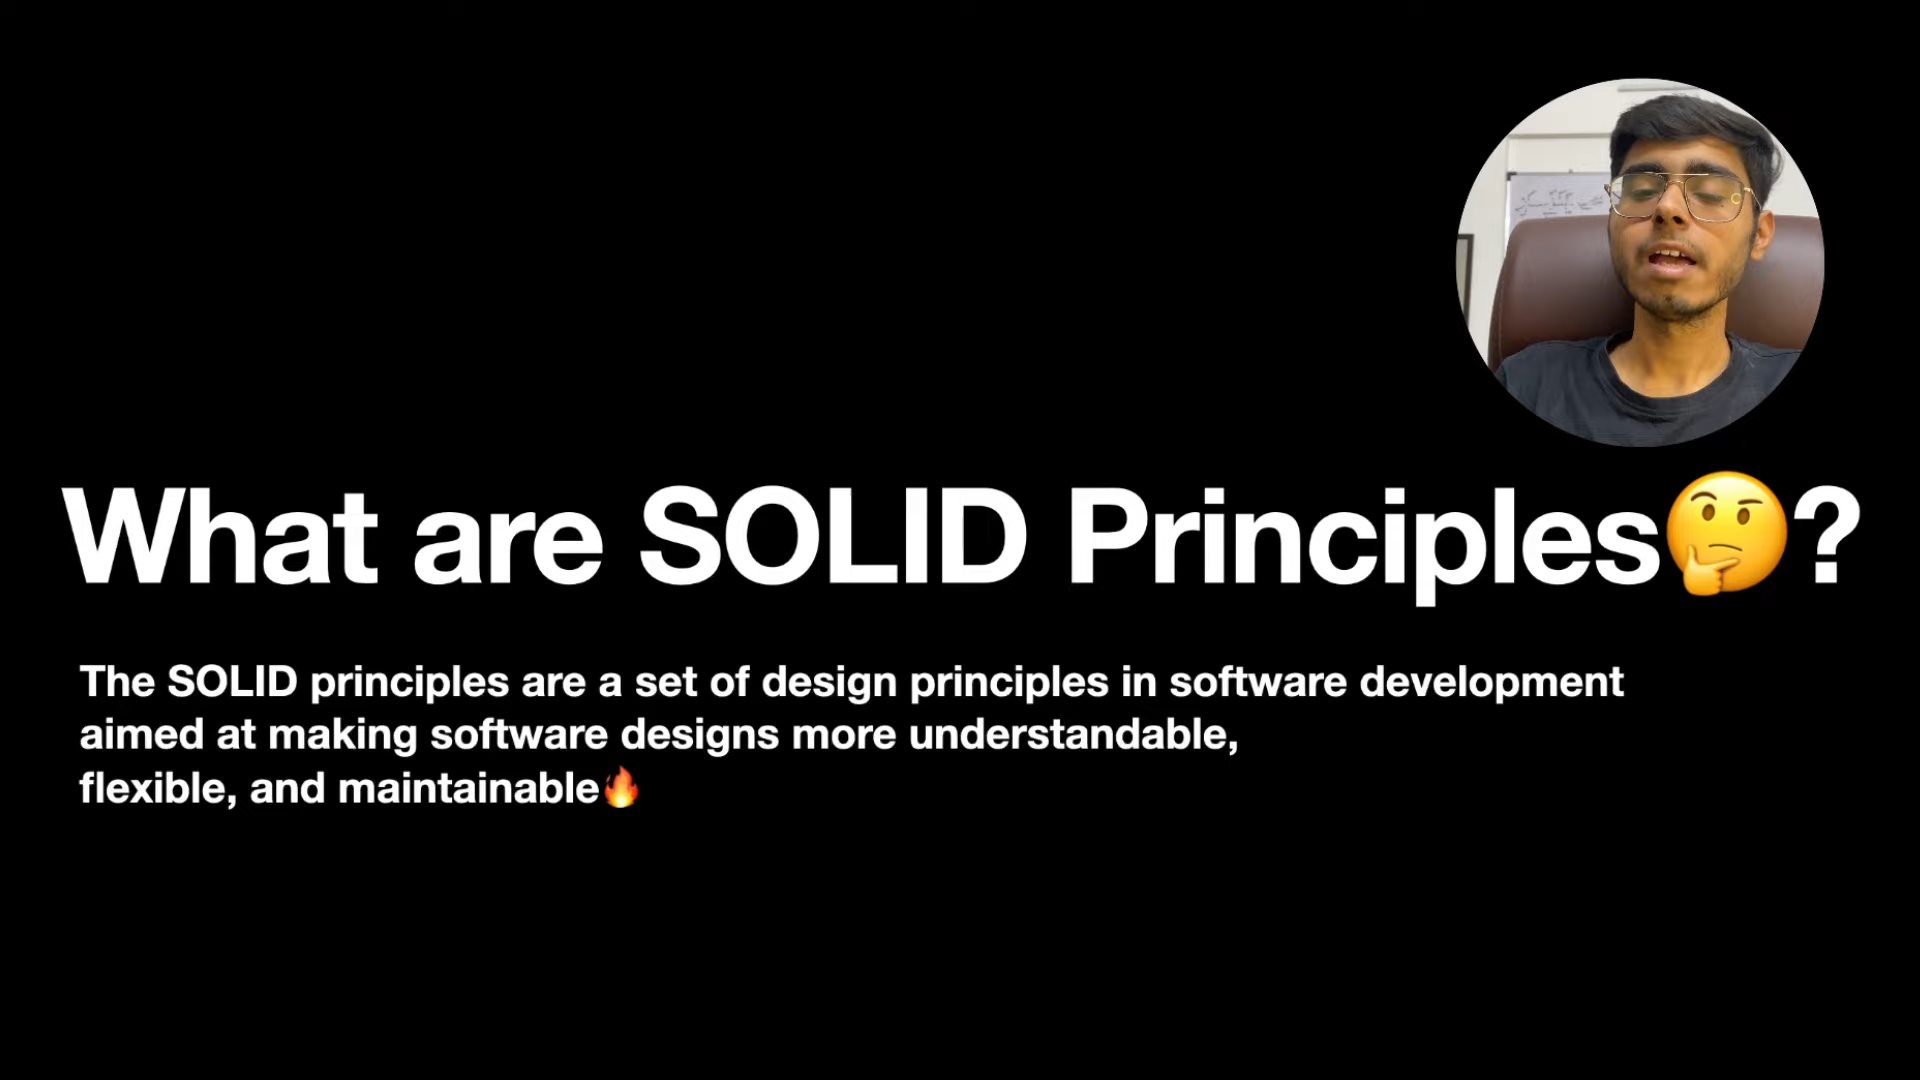 What are SOLID Principles🤔?
The SOLID principles are a set of design principles in software development
aimed at making software designs more understandable,
flexible, and maintainable🔥